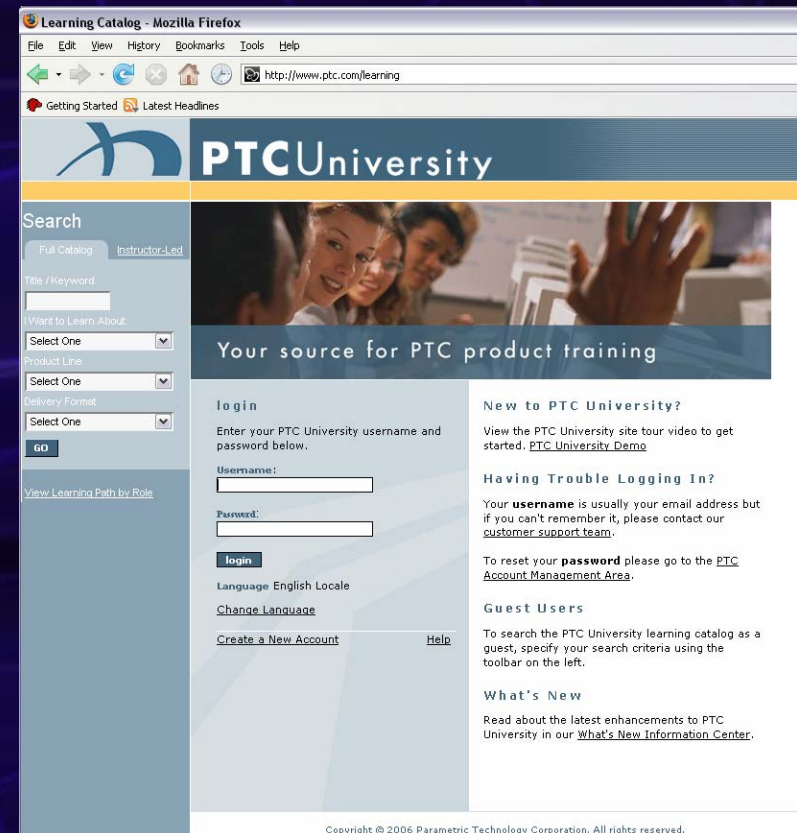 Learning Catalog - Mozilla Firefox
File Edit View History Bookmarks Tools Help
http://www.ptc.com/learning
Getting Started Latest Headlines
PTCUniversity
Search
Full Catalog Instructor-Led
Title / Keyword
I Want to Learn About:
Select One
Product Line
Select One
Delivery Format
Select One
GO
View Learning Path by Role
Your source for PTC product training
login
Enter your PTC University username and
password below.
Username:
Password:
login
Language English Locale
Change Language
Create a New Account Help
New to PTC University?
View the PTC University site tour video to get
started. PTC University Demo
Having Trouble Logging In?
Your username is usually your email address but
if you can't remember it, please contact our
customer support team.
To reset your password please go to the PTC
Account Management Area.
Guest Users
To search the PTC University learning catalog as a
guest, specify your search criteria using the
toolbar on the left.
What's New
Read about the latest enhancements to PTC
University in our What's New Information Center.
Copyright © 2006 Parametric Technology Corporation. All rights reserved.